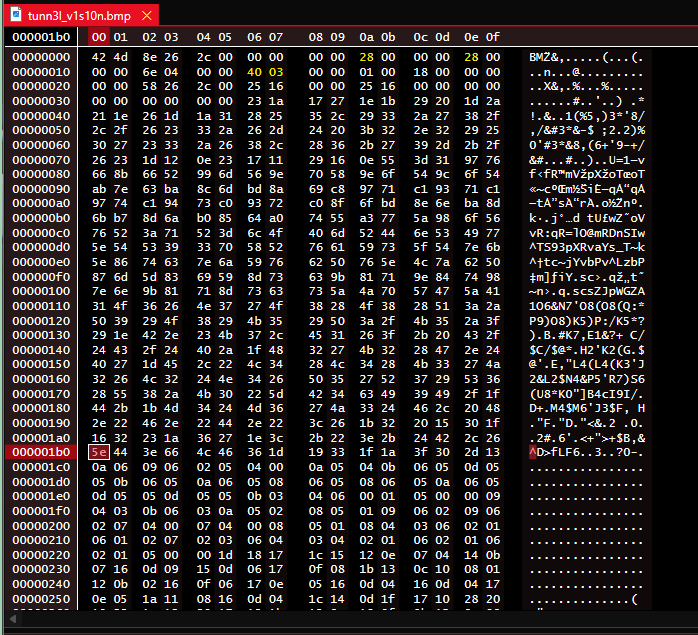 tunn3l_v1s10n.bmp
000001b0 00 01 02 03 04 05 06 07 08 09 0a 0b 0c 0d 0e 0f
00000000 42 4d 8e 26 2c 00 00 00 00 00 28 00 00 00 28 00 BMŽ&,.....(...(.
00000010 00 00 6e 04 00 00 40 03 00 00 01 00 18 00 00 00 ..n...@.........
00000020 00 00 58 26 2c 00 25 16 00 00 25 16 00 00 00 00 ..X&,.%...%.....
00000030 00 00 00 00 00 00 23 1a 17 27 1e 1b 29 20 1d 2a ......#..'..) .*
00000040 21 1e 26 1d 1a 31 28 25 35 2c 29 33 2a 27 38 2f !.&..1(%5,)3*'8/
00000050 2c 2f 26 23 33 2a 26 2d 24 20 3b 32 2e 32 29 25 ,/&#3*&-$ ;2.2)%
00000060 30 27 23 33 2a 26 38 2c 28 36 2b 27 39 2d 2b 2f 0'#3*&8,(6+'9-+/
00000070 26 23 1d 12 0e 23 17 11 29 16 0e 55 3d 31 97 76 &#...#..)..U=1—v
00000080 66 8b 66 52 99 6d 56 9e 70 58 9e 6f 54 9c 6f 54 f‹fR™mVžpXžoTœoT
00000090 ab 7e 63 ba 8c 6d bd 8a 69 c8 97 71 c1 93 71 c1 «~cºŒm½ŠiÈ—qÁ“qÁ
000000a0 97 74 c1 94 73 c0 93 72 c0 8f 6f bd 8e 6e ba 8d —tÁ”sÀ“rÀ.o½Žnº.
000000b0 6b b7 8d 6a b0 85 64 a0 74 55 a3 77 5a 98 6f 56 k·.j°…d tU£wZ˜oV
000000c0 76 52 3a 71 52 3d 6c 4f 40 6d 52 44 6e 53 49 77 vR:qR=lO@mRDnSIw
000000d0 5e 54 53 39 33 70 58 52 76 61 59 73 5f 54 7e 6b ^TS93pXRvaYs_T~k
000000e0 5e 86 74 63 7e 6a 59 76 62 50 76 5e 4c 7a 62 50 ^†tc~jYvbPv^LzbP
000000f0 87 6d 5d 83 69 59 8d 73 63 9b 81 71 9e 84 74 98 ‡m]ƒiY.sc›.qž„t˜
00000100 7e 6e 9b 81 71 8d 73 63 73 5a 4a 70 57 47 5a 41 ~n›.q.scsZJpWGZA
00000110 31 4f 36 26 4e 37 27 4f 38 28 4f 38 28 51 3a 2a 1O6&N7'O8(O8(Q:*
00000120 50 39 29 4f 38 29 4b 35 29 50 3a 2f 4b 35 2a 3f P9)O8)K5)P:/K5*?
00000130 29 1e 42 2e 23 4b 37 2c 45 31 26 3f 2b 20 43 2f ).B.#K7,E1&?+ C/
00000140 24 43 2f 24 40 2a 1f 48 32 27 4b 32 28 47 2e 24 $C/$@*.H2'K2(G.$
00000150 40 27 1d 45 2c 22 4c 34 28 4c 34 28 4b 33 27 4a @'.E,"L4(L4(K3'J
00000160 32 26 4c 32 24 4e 34 26 50 35 27 52 37 29 53 36 2&L2$N4&P5'R7)S6
00000170 28 55 38 2a 4b 30 22 5d 42 34 63 49 39 49 2f 1f (U8*K0"]B4cI9I/.
00000180 44 2b 1b 4d 34 24 4d 36 27 4a 33 24 46 2c 20 48 D+.M4$M6'J3$F, H
00000190 2e 22 46 2e 22 44 2e 22 3c 26 1b 32 20 15 30 1f ."F."D."<&.2 .0.
000001a0 16 32 23 1a 36 27 1e 3c 2b 22 3e 2b 24 42 2c 26 .2#.6'.<+">+$B,&
000001b0 5e 44 3e 66 4c 46 36 1d 19 33 1f 1a 3f 30 2d 13 ^D>fLF6..3..?0-.
000001c0 0a 06 09 06 02 05 04 00 0a 05 04 0b 06 05 0d 05 ................
000001d0 05 0b 06 05 0a 06 05 08 06 05 08 06 05 0a 06 05 ................
000001e0 0d 05 05 0d 05 05 0b 03 04 06 00 01 05 00 00 09 ................
000001f0 04 03 0b 06 03 0a 05 02 08 05 01 09 06 02 09 06 ................
00000200 02 07 04 00 07 04 00 08 05 01 08 04 03 06 02 01 ................
00000210 06 01 02 07 02 03 06 04 03 04 02 01 06 02 01 06 ................
00000220 02 01 05 00 00 1d 18 17 1c 15 12 0e 07 04 14 0b ................
00000230 07 16 0d 09 15 0d 06 17 0f 08 1b 13 0c 10 08 01 ................
00000240 12 0b 02 16 0f 06 17 0e 05 16 0d 04 16 0d 04 17 ................
00000250 0e 05 1a 11 08 16 0d 04 1c 14 0d 1f 17 10 28 20 ..............(